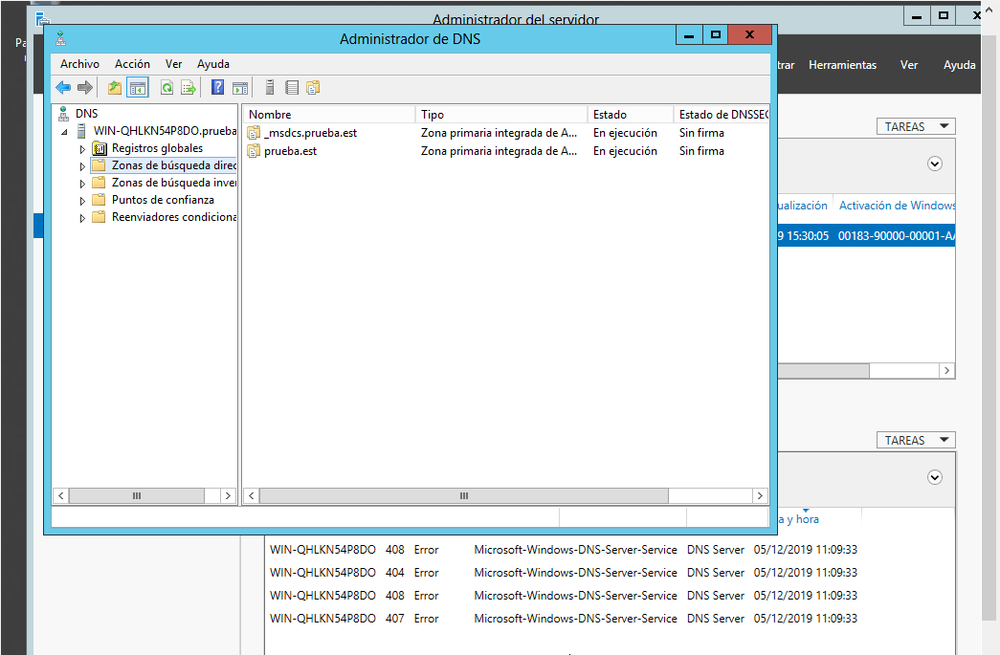 Administrador del servidor
Administrador de DNS
Archivo Acción Ver Ayuda
Herramientas Ver Ayuda
DNS
WIN-QHLKN54P8DO.prueba
Registros globales
Zonas de búsqueda direc
Zonas de búsqueda inver
Puntos de confianza
Reenviadores condiciona
Nombre Tipo Estado Estado de DNSSEC
_msdcs.prueba.est Zona primaria integrada de A... En ejecución Sin firma
prueba.est Zona primaria integrada de A... En ejecución Sin firma
TAREAS
ualización Activación de Windows
9 15:30:05 00183-90000-00001-AA
TAREAS
a y hora
WIN-QHLKN54P8DO 408 Error Microsoft-Windows-DNS-Server-Service DNS Server 05/12/2019 11:09:33
WIN-QHLKN54P8DO 404 Error Microsoft-Windows-DNS-Server-Service DNS Server 05/12/2019 11:09:33
WIN-QHLKN54P8DO 408 Error Microsoft-Windows-DNS-Server-Service DNS Server 05/12/2019 11:09:33
WIN-QHLKN54P8DO 407 Error Microsoft-Windows-DNS-Server-Service DNS Server 05/12/2019 11:09:33